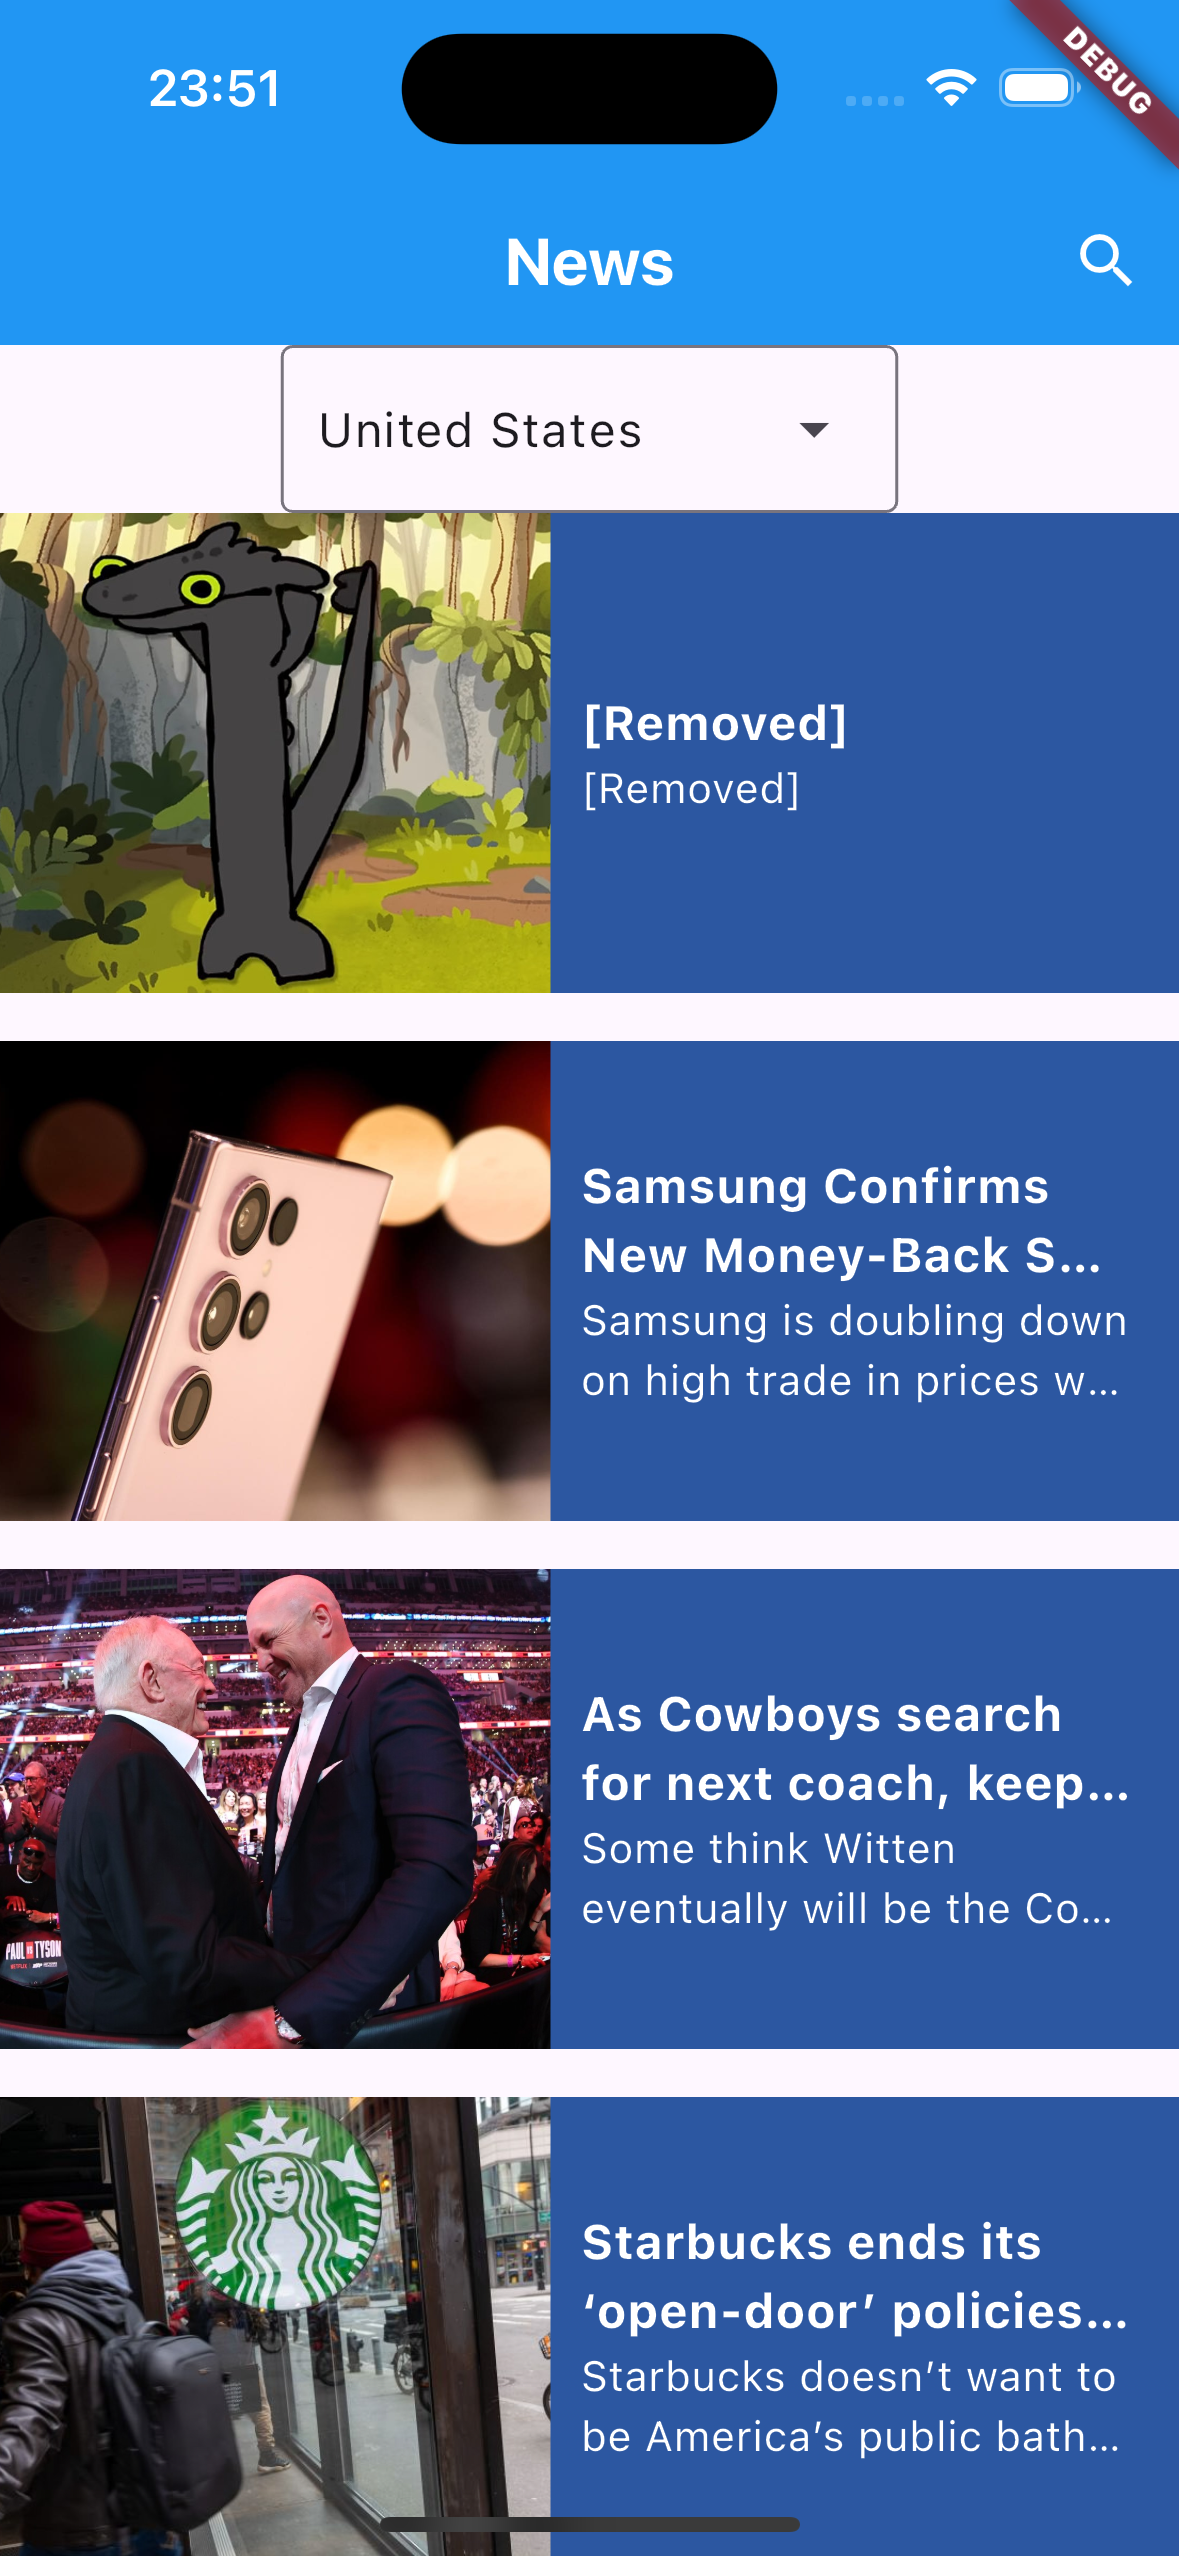 23:51
DEBUG
News
United States
[Removed]
[Removed]
Samsung Confirms
New Money-Back S...
Samsung is doubling down
on high trade in prices w...
As Cowboys search
for next coach, keep...
Some think Witten
eventually will be the Co...
PAUL VS TYSON
NETFLIX
Starbucks ends its
‘open-door’ policies...
Starbucks doesn’t want to
be America’s public bath...